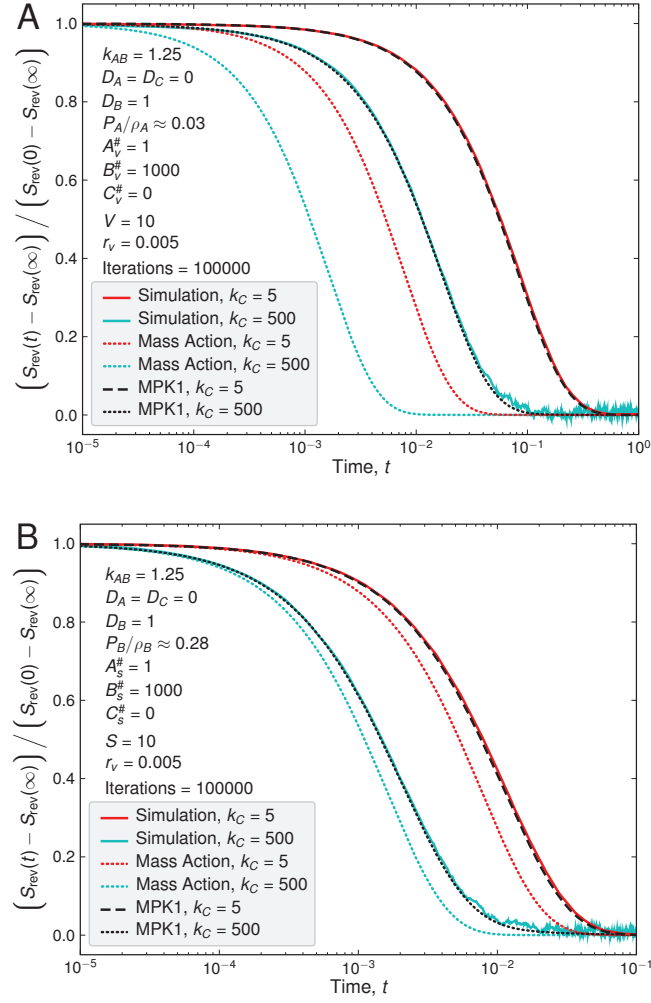 A
(S_rev(t) − S_rev(∞)) / (S_rev(0) − S_rev(∞))
1.0
0.8
0.6
0.4
0.2
0.0
k_AB = 1.25
D_A = D_C = 0
D_B = 1
P_A/ρ_A ≈ 0.03
A_v^# = 1
B_v^# = 1000
C_v^# = 0
V = 10
r_v = 0.005
Iterations = 100000
Simulation, k_C = 5
Simulation, k_C = 500
Mass Action, k_C = 5
Mass Action, k_C = 500
MPK1, k_C = 5
MPK1, k_C = 500
10^-5 10^-4 10^-3 10^-2 10^-1 10^0
Time, t
B
(S_rev(t) − S_rev(∞)) / (S_rev(0) − S_rev(∞))
1.0
0.8
0.6
0.4
0.2
0.0
k_AB = 1.25
D_A = D_C = 0
D_B = 1
P_B/ρ_B ≈ 0.28
A_s^# = 1
B_s^# = 1000
C_s^# = 0
S = 10
r_v = 0.005
Iterations = 100000
Simulation, k_C = 5
Simulation, k_C = 500
Mass Action, k_C = 5
Mass Action, k_C = 500
MPK1, k_C = 5
MPK1, k_C = 500
10^-5 10^-4 10^-3 10^-2 10^-1
Time, t